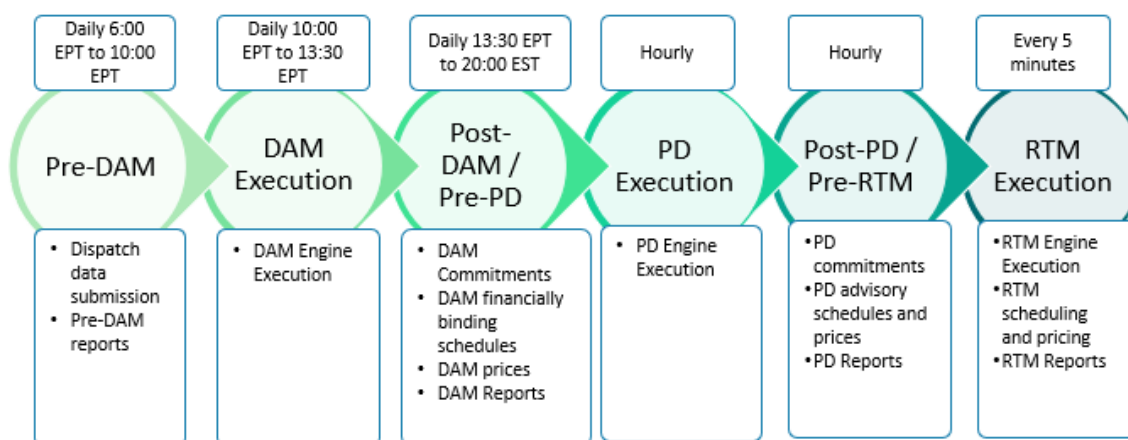 Daily 6:00
EPT to 10:00
EPT
Daily 10:00
EPT to 13:30
EPT
Daily 13:30 EPT
to 20:00 EST
Hourly
Hourly
Every 5
minutes
Pre-DAM
DAM
Execution
Post-
DAM /
Pre-PD
PD
Execution
Post-PD /
Pre-RTM
RTM
Execution
• Dispatch
data
submission
• Pre-DAM
reports
• DAM Engine
Execution
• DAM
Commitments
• DAM financially
binding
schedules
• DAM prices
• DAM Reports
• PD Engine
Execution
•PD
commitments
•PD advisory
schedules and
prices
•PD Reports
•RTM Engine
Execution
•RTM
scheduling
and pricing
•RTM Reports